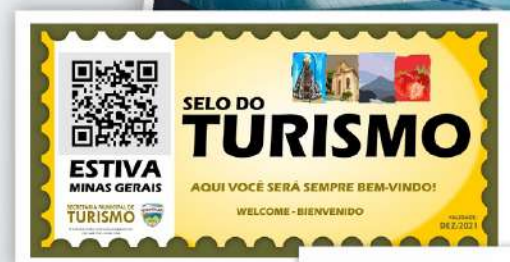 SELO DO
TURISMO
ESTIVA
MINAS GERAIS
SECRETARIA MUNICIPAL DE
TURISMO
AQUI VOCÊ SERÁ SEMPRE BEM-VINDO!
WELCOME - BIENVENIDO
VALIDADE:
DEZ/2021